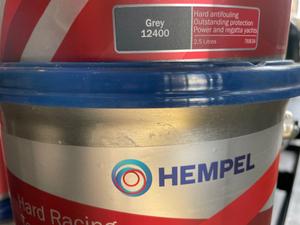 Grey
12400
Hard antifouling
Outstanding protection
Power and regatta yachts
2.5 Litres
HEMPEL
Hard Racing